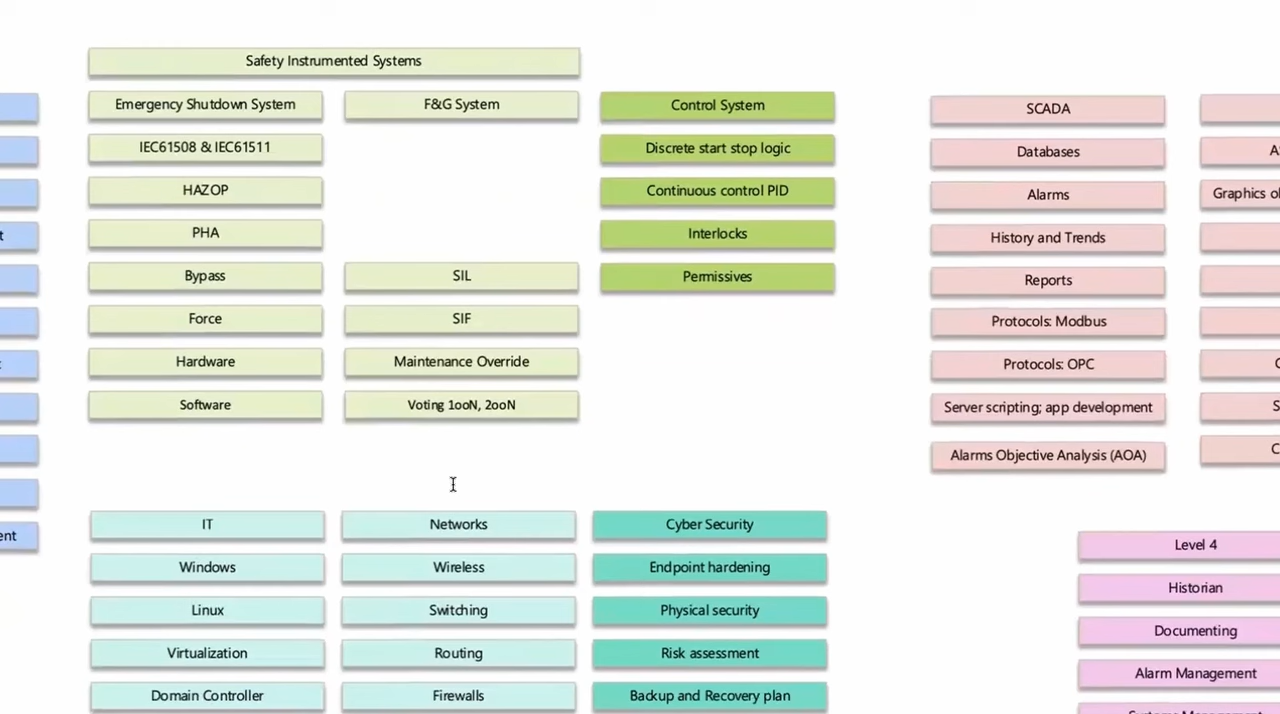 Safety Instrumented Systems
Emergency Shutdown System
IEC61508 & IEC61511
HAZOP
PHA
Bypass
Force
Hardware
Software
F&G System
SIL
SIF
Maintenance Override
Voting 1ooN, 2ooN
Control System
Discrete start stop logic
Continuous control PID
Interlocks
Permissives
SCADA
Databases
Alarms
History and Trends
Reports
Protocols: Modbus
Protocols: OPC
Server scripting; app development
Alarms Objective Analysis (AOA)
Graphics
IT
Windows
Linux
Virtualization
Domain Controller
Networks
Wireless
Switching
Routing
Firewalls
Cyber Security
Endpoint hardening
Physical security
Risk assessment
Backup and Recovery plan
Level 4
Historian
Documenting
Alarm Management